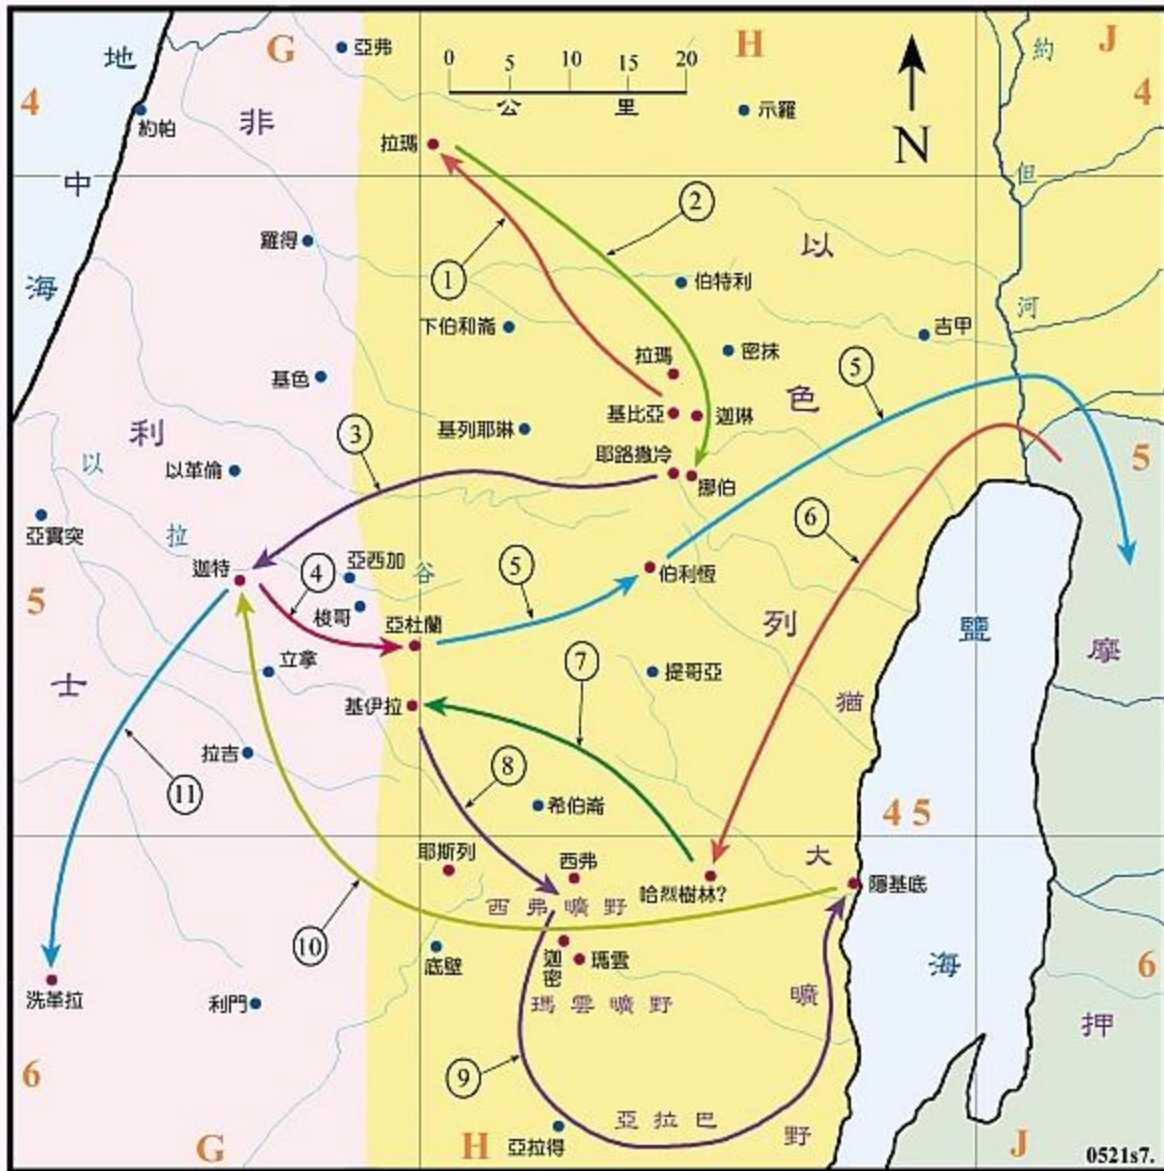 G
H
J
地
亞弗
約
0 5 10 15 20
公 里
4
4
示羅
約帕
非
拉瑪
N
但
中
②
羅得
以
①
伯特利
海
河
下伯和崙
吉甲
拉瑪
密抹
⑤
基色
基比亞
迦琳
色
利
③
基列耶琳
耶路撒冷
以
以革倫
挪伯
5
亞實突
拉
⑥
迦特
④
亞西加
谷
⑤
伯利恆
5
梭哥
亞杜蘭
列
鹽
立拿
⑦
提哥亞
摩
士
基伊拉
猶
拉吉
⑧
⑪
希伯崙
4 5
耶斯列
西弗
大
哈烈樹林?
隱基底
西弗曠野
⑩
底壁
迦密
瑪雲
海
6
洗革拉
利門
瑪雲曠野
曠
押
⑨
6
亞拉巴
野
亞拉得
G
H
J
0521s7.